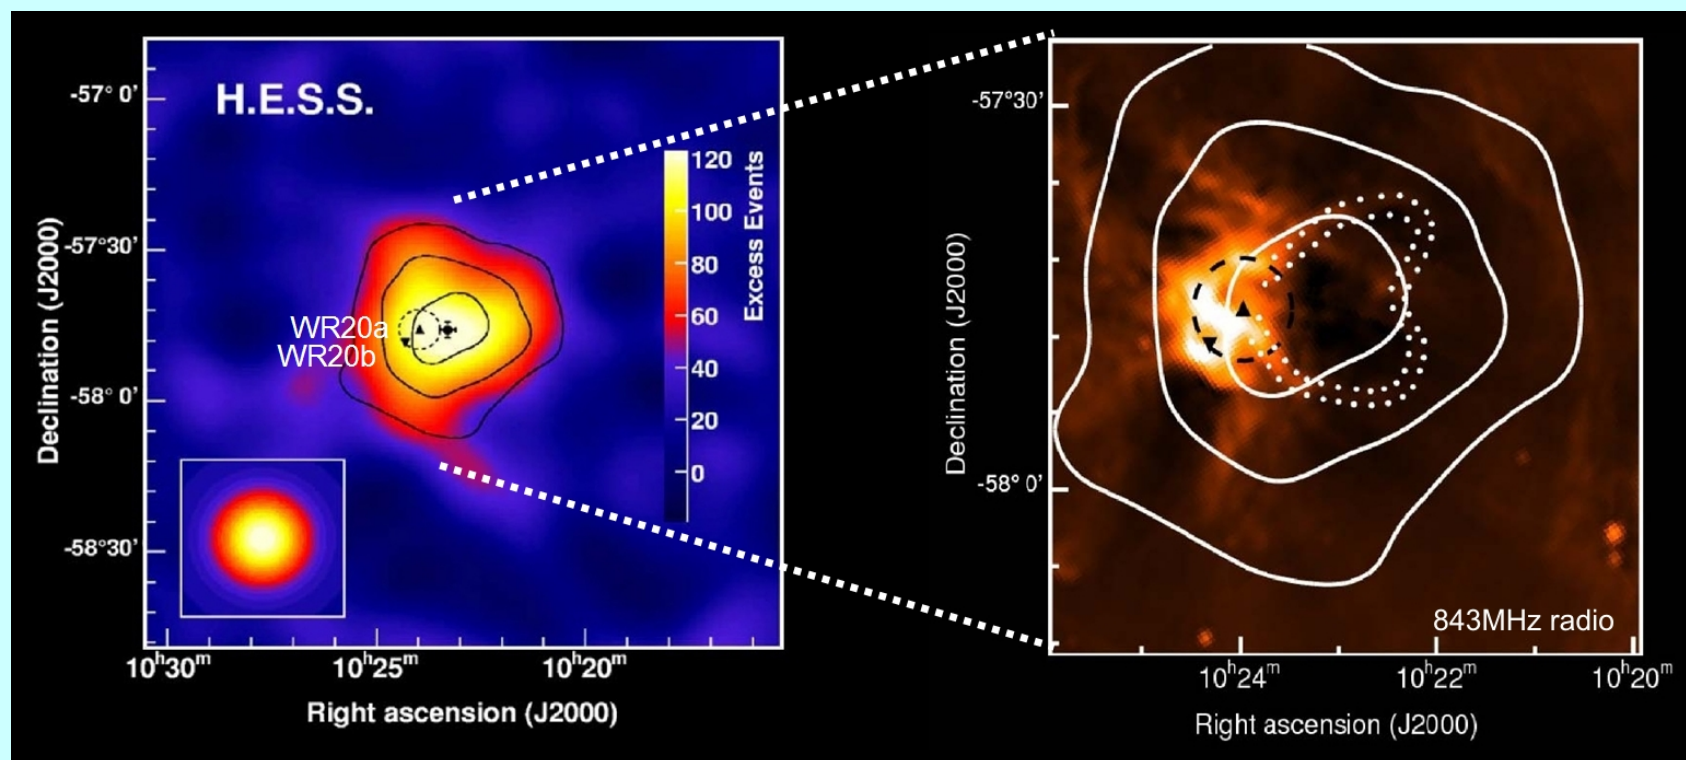 H.E.S.S.
-57° 0'
-57°30'
-58° 0'
-58°30'
Declination (J2000)
WR20a
WR20b
120
100
80
60
40
20
0
Excess Events
10ʰ30ᵐ
10ʰ25ᵐ
10ʰ20ᵐ
Right ascension (J2000)
-57°30'
-58° 0'
Declination (J2000)
843MHz radio
10ʰ24ᵐ
10ʰ22ᵐ
10ʰ20ᵐ
Right ascension (J2000)